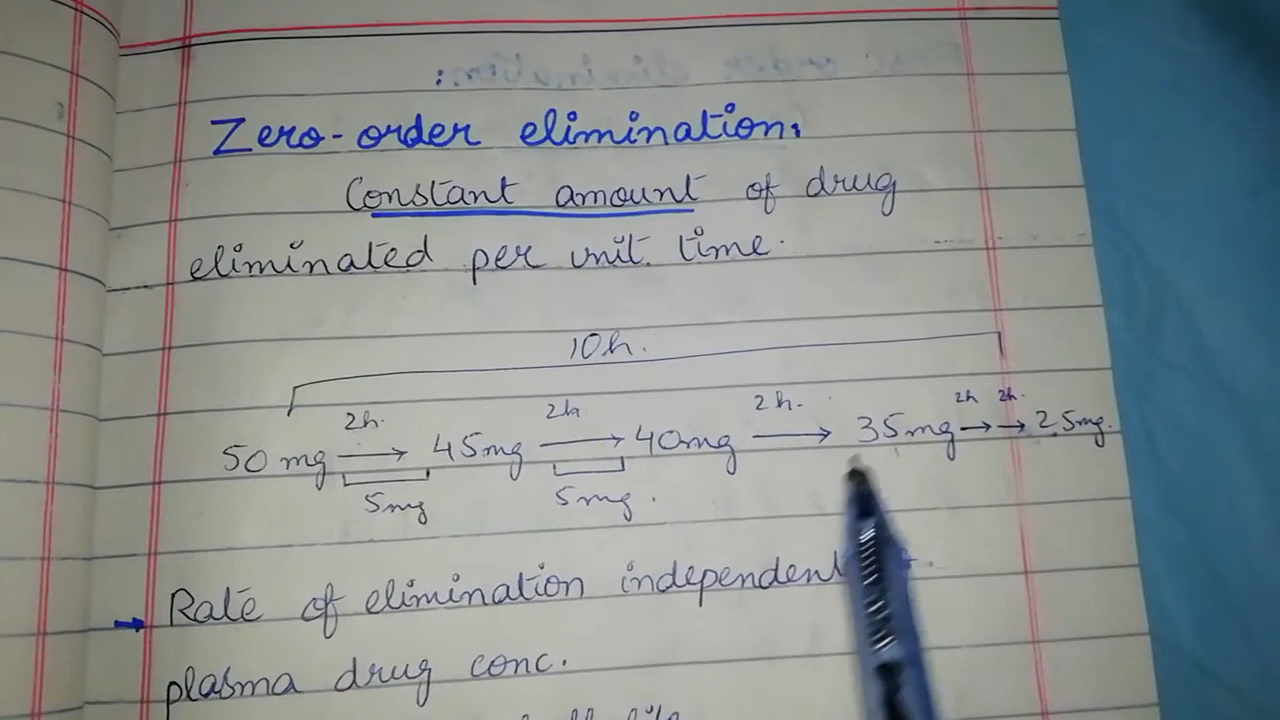 Zero-order elimination:
Constant amount of drug
eliminated per unit time.
10h.
2h. 2h. 2h. 2h 2h.
50 mg → 45mg → 40mg → 35mg → → 25mg.
5mg 5mg.
→ Rate of elimination independent
plasma drug conc.